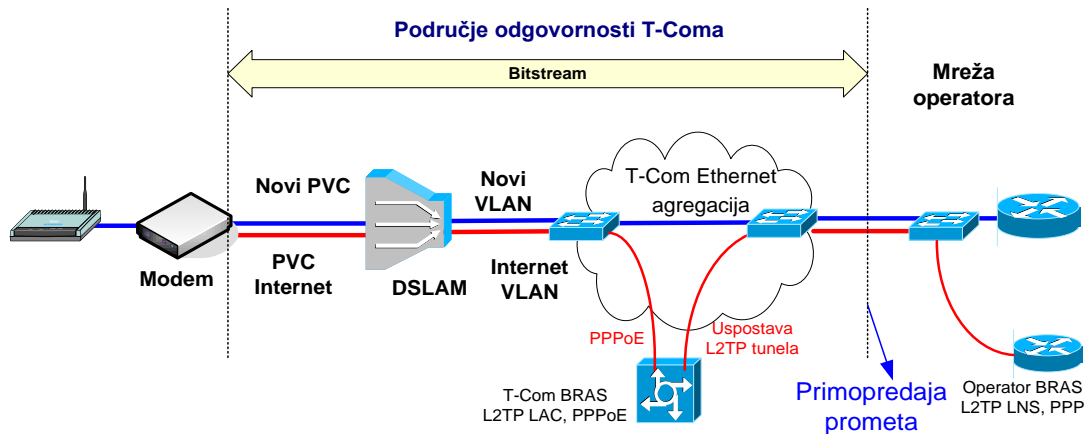 Područje odgovornosti T-Coma
Bitstream
Mreža
operatora
Novi PVC
Novi
VLAN
T-Com Ethernet
agregacija
Modem
PVC
Internet
DSLAM
Internet
VLAN
PPPoE
Uspostava
L2TP tunela
T-Com BRAS
L2TP LAC, PPPoE
Primopredaja
prometa
Operator BRAS
L2TP LNS, PPP